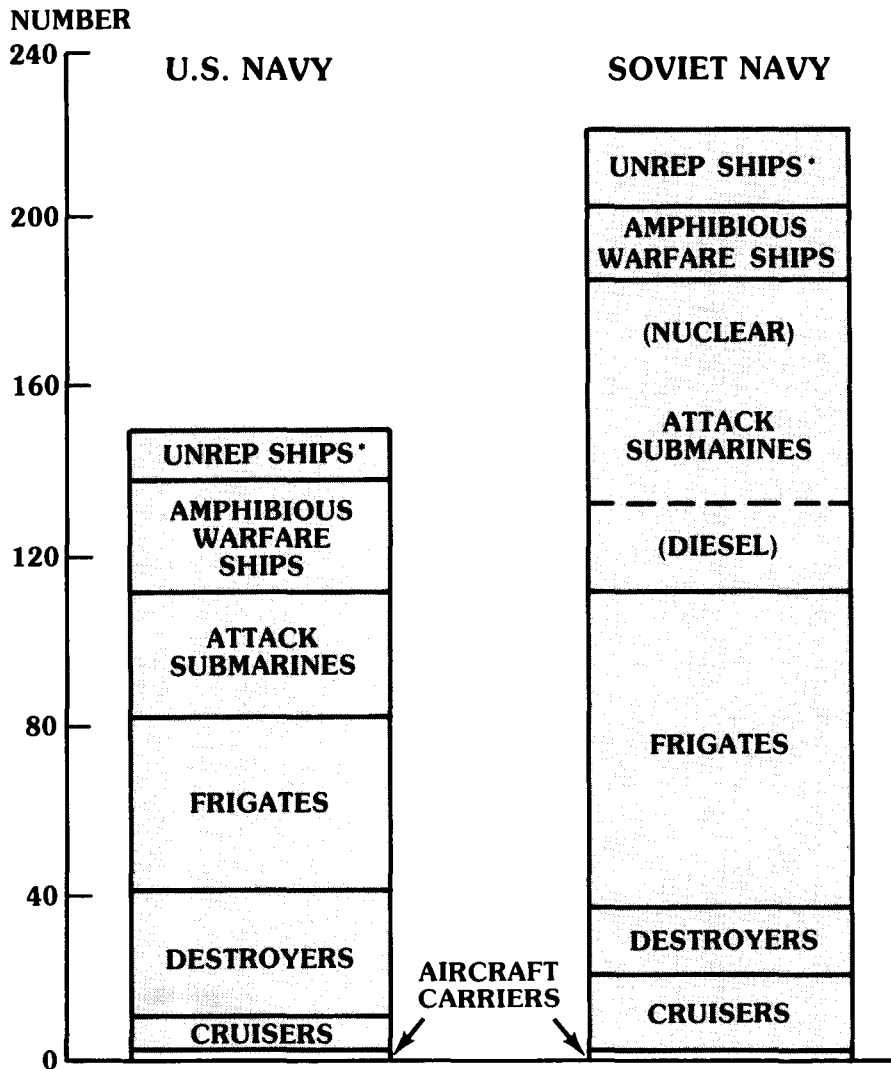 NUMBER
240
U.S. NAVY
SOVIET NAVY
UNREP SHIPS*
200
AMPHIBIOUS
WARFARE SHIPS
(NUCLEAR)
160
ATTACK
SUBMARINES
UNREP SHIPS*
AMPHIBIOUS
WARFARE
SHIPS
120
(DIESEL)
ATTACK
SUBMARINES
80
FRIGATES
FRIGATES
40
DESTROYERS
DESTROYERS
AIRCRAFT
CARRIERS
CRUISERS
CRUISERS
0